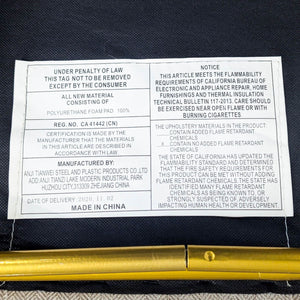 UNDER PENALTY OF LAW
THIS TAG NOT TO BE REMOVED
EXCEPT BY THE CONSUMER
ALL NEW MATERIAL
CONSISTING OF
POLYURETHANE FOAM PAD 100%
REG. NO. CA 41442 (CN)
CERTIFICATION IS MADE BY THE
MANUFACTURER THAT THE MATERIALS
IN THIS ARTICLE ARE DESCRIBED IN
ACCORDANCE WITH LAW
MANUFACTURED BY:
ANJI TIANWEI STEEL AND PLASTIC PRODUCTS CO.,LTD
ADD:ANJI TIANZI LAKE MODERN INDUSTRIAL PARK
HUZHOU CITY,313309 ZHEJIANG CHINA
DATE OF DELIVERY: 2020.11.02
MADE IN CHINA
NOTICE
THIS ARTICLE MEETS THE FLAMMABILITY
REQUIREMENTS OF CALIFORNIA BUREAU OF
ELECTRONIC AND APPLIANCE REPAIR, HOME
FURNISHINGS AND THERMAL INSULATION
TECHNICAL BULLETIN 117-2013. CARE SHOULD
BE EXERCISED NEAR OPEN FLAME OR WITH
BURNING CIGARETTES
THE UPHOLSTERY MATERIALS IN THE PRODUCT:
CONTAIN ADDED FLAME RETARDANT
CHEMICALS
X CONTAIN NO ADDED FLAME RETARDANT
CHEMICALS
THE STATE OF CALIFORNIA HAS UPDATED THE
FLAMMABILITY STANDARD AND DETERMINED
THAT THE FIRE SAFETY REQUIREMENTS FOR
THIS PRODUCT CAN BE MET WITHOUT ADDING
FLAME RETARDANT CHEMICALS. THE STATE HAS
IDENTIFIED MANY FLAME RETARDANT
CHEMICALS AS BEING KNOWN TO, OR
STRONGLY SUSPECTED OF, ADVERSELY
IMPACTING HUMAN HEALTH OR DEVELOPMENT